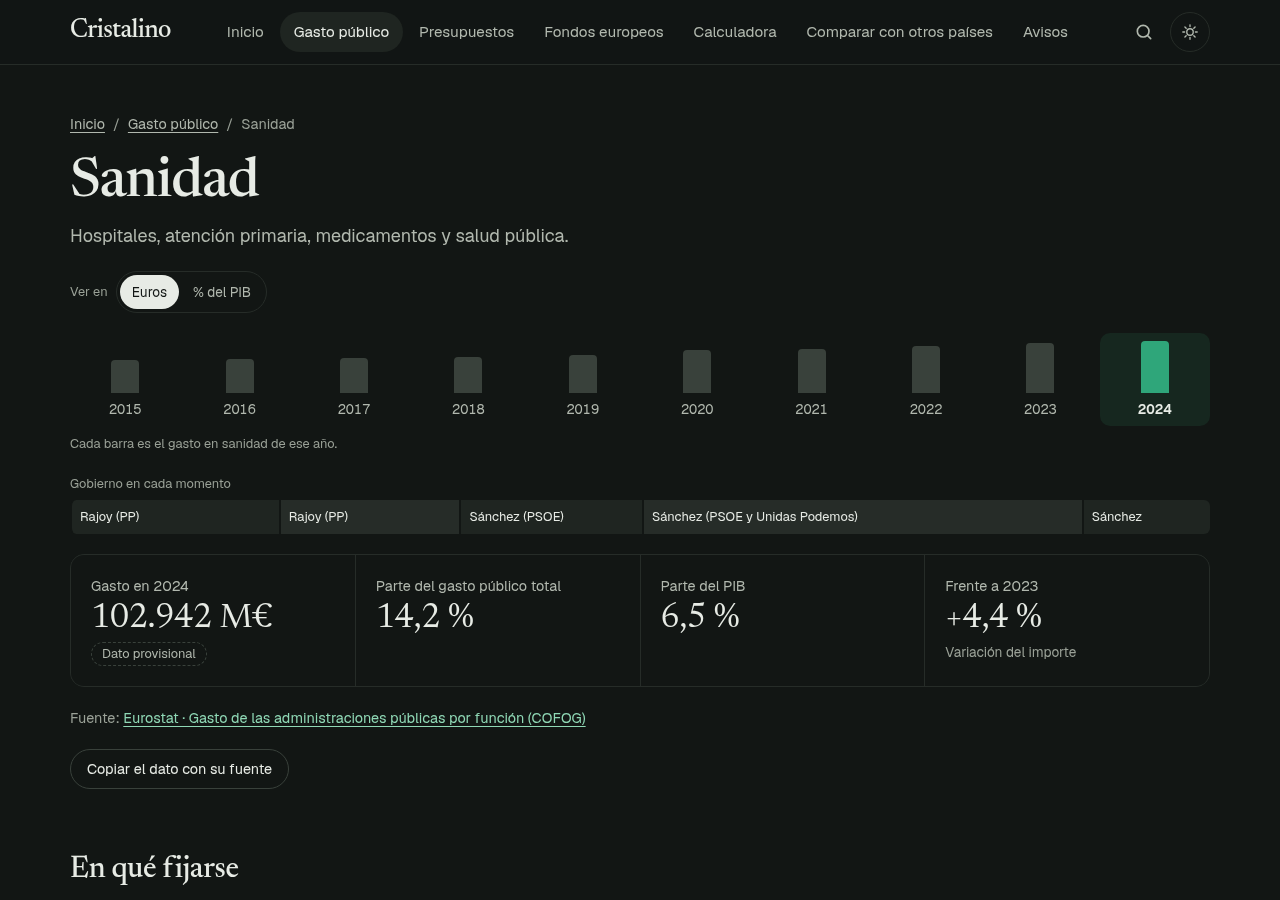 Cristalino
Inicio
Gasto público
Presupuestos
Fondos europeos
Calculadora
Comparar con otros países
Avisos
Inicio / Gasto público / Sanidad
Sanidad
Hospitales, atención primaria, medicamentos y salud pública.
Ver en Euros % del PIB
2015 2016 2017 2018 2019 2020 2021 2022 2023 2024
Cada barra es el gasto en sanidad de ese año.
Gobierno en cada momento
Rajoy (PP) Rajoy (PP) Sánchez (PSOE) Sánchez (PSOE y Unidas Podemos) Sánchez
Gasto en 2024
102.942 M€
Dato provisional
Parte del gasto público total
14,2 %
Parte del PIB
6,5 %
Frente a 2023
+4,4 %
Variación del importe
Fuente: Eurostat · Gasto de las administraciones públicas por función (COFOG)
Copiar el dato con su fuente
En qué fijarse